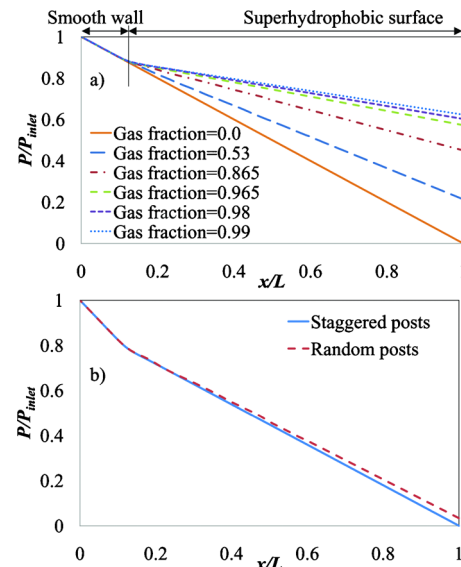 Smooth wall Superhydrophobic surface
1
0.8
0.6
0.4
0.2
0
P/Pinlet
a)
Gas fraction=0.0
Gas fraction=0.53
Gas fraction=0.865
Gas fraction=0.965
Gas fraction=0.98
Gas fraction=0.99
0 0.2 0.4 0.6 0.8 1
x/L
1
0.8
0.6
0.4
0.2
0
P/Pinlet
b)
Staggered posts
Random posts
0 0.2 0.4 0.6 0.8 1
x/L